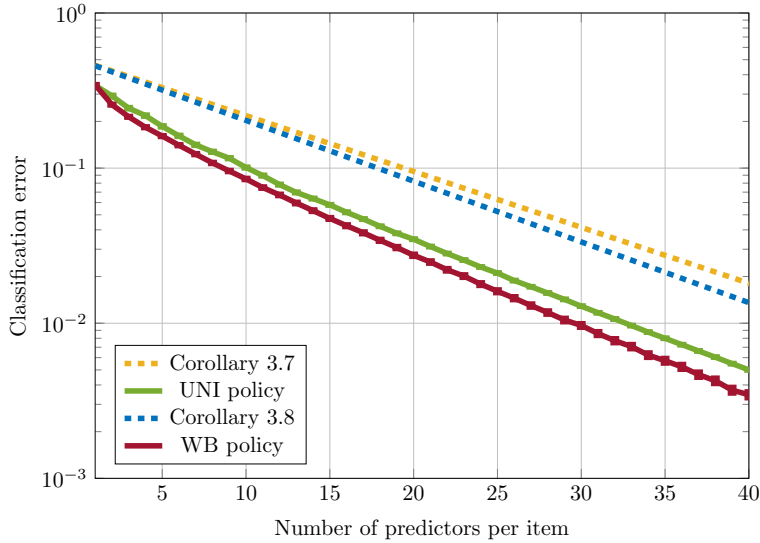 10^0
10^{-1}
10^{-2}
10^{-3}
Classification error
Corollary 3.7
UNI policy
Corollary 3.8
WB policy
5 10 15 20 25 30 35 40
Number of predictors per item